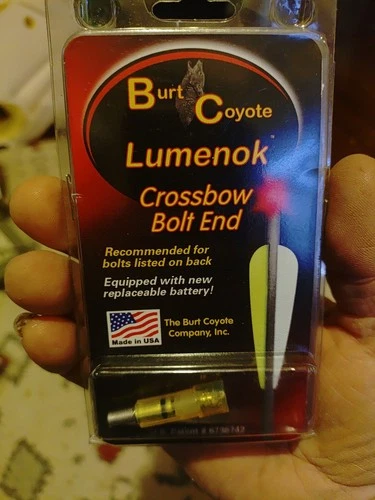 Burt Coyote
Lumenok
Crossbow
Bolt End
Recommended for
bolts listed on back
Equipped with new
replaceable battery!
Made in USA
The Burt Coyote
Company, Inc.